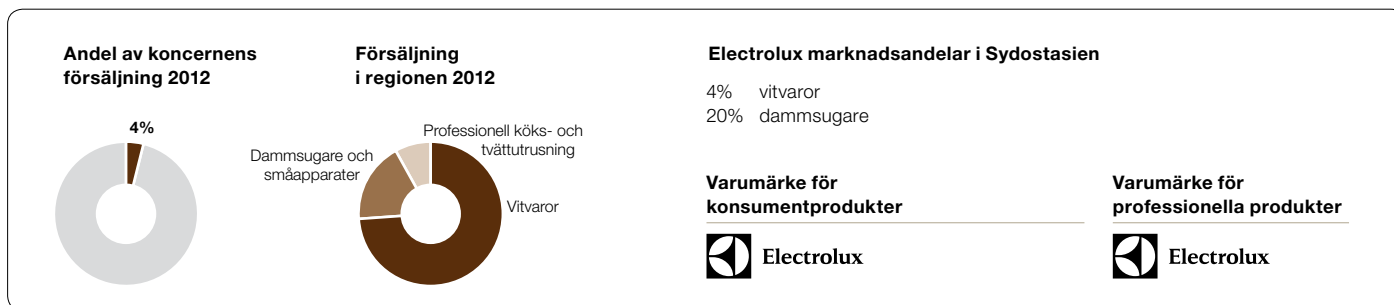 Andel av koncernens
försäljning 2012
4%
Försäljning
i regionen 2012
Professionell köks- och
tvättutrusning
Dammsugare och
småapparater
Vitvaror
Electrolux marknadsandelar i Sydostasien
4% vitvaror
20% dammsugare
Varumärke för
konsumentprodukter
Electrolux
Varumärke för
professionella produkter
Electrolux